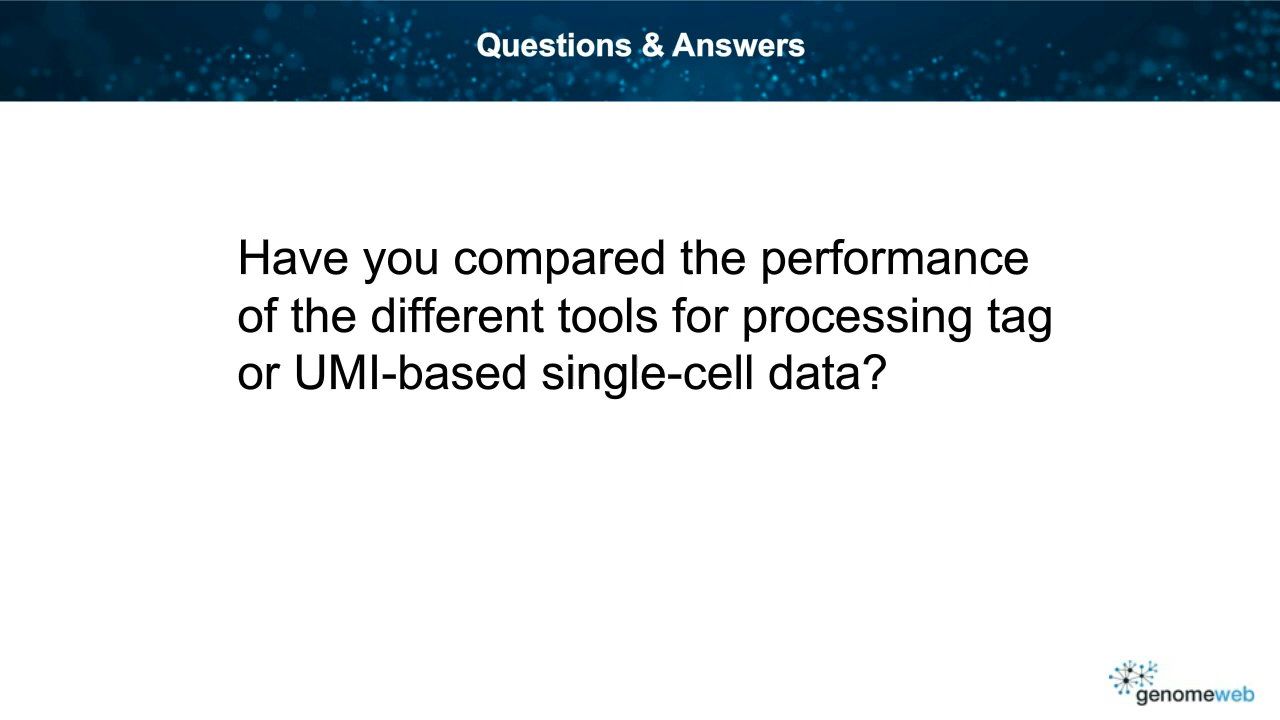 Questions & Answers
Have you compared the performance
of the different tools for processing tag
or UMI-based single-cell data?
genomeweb